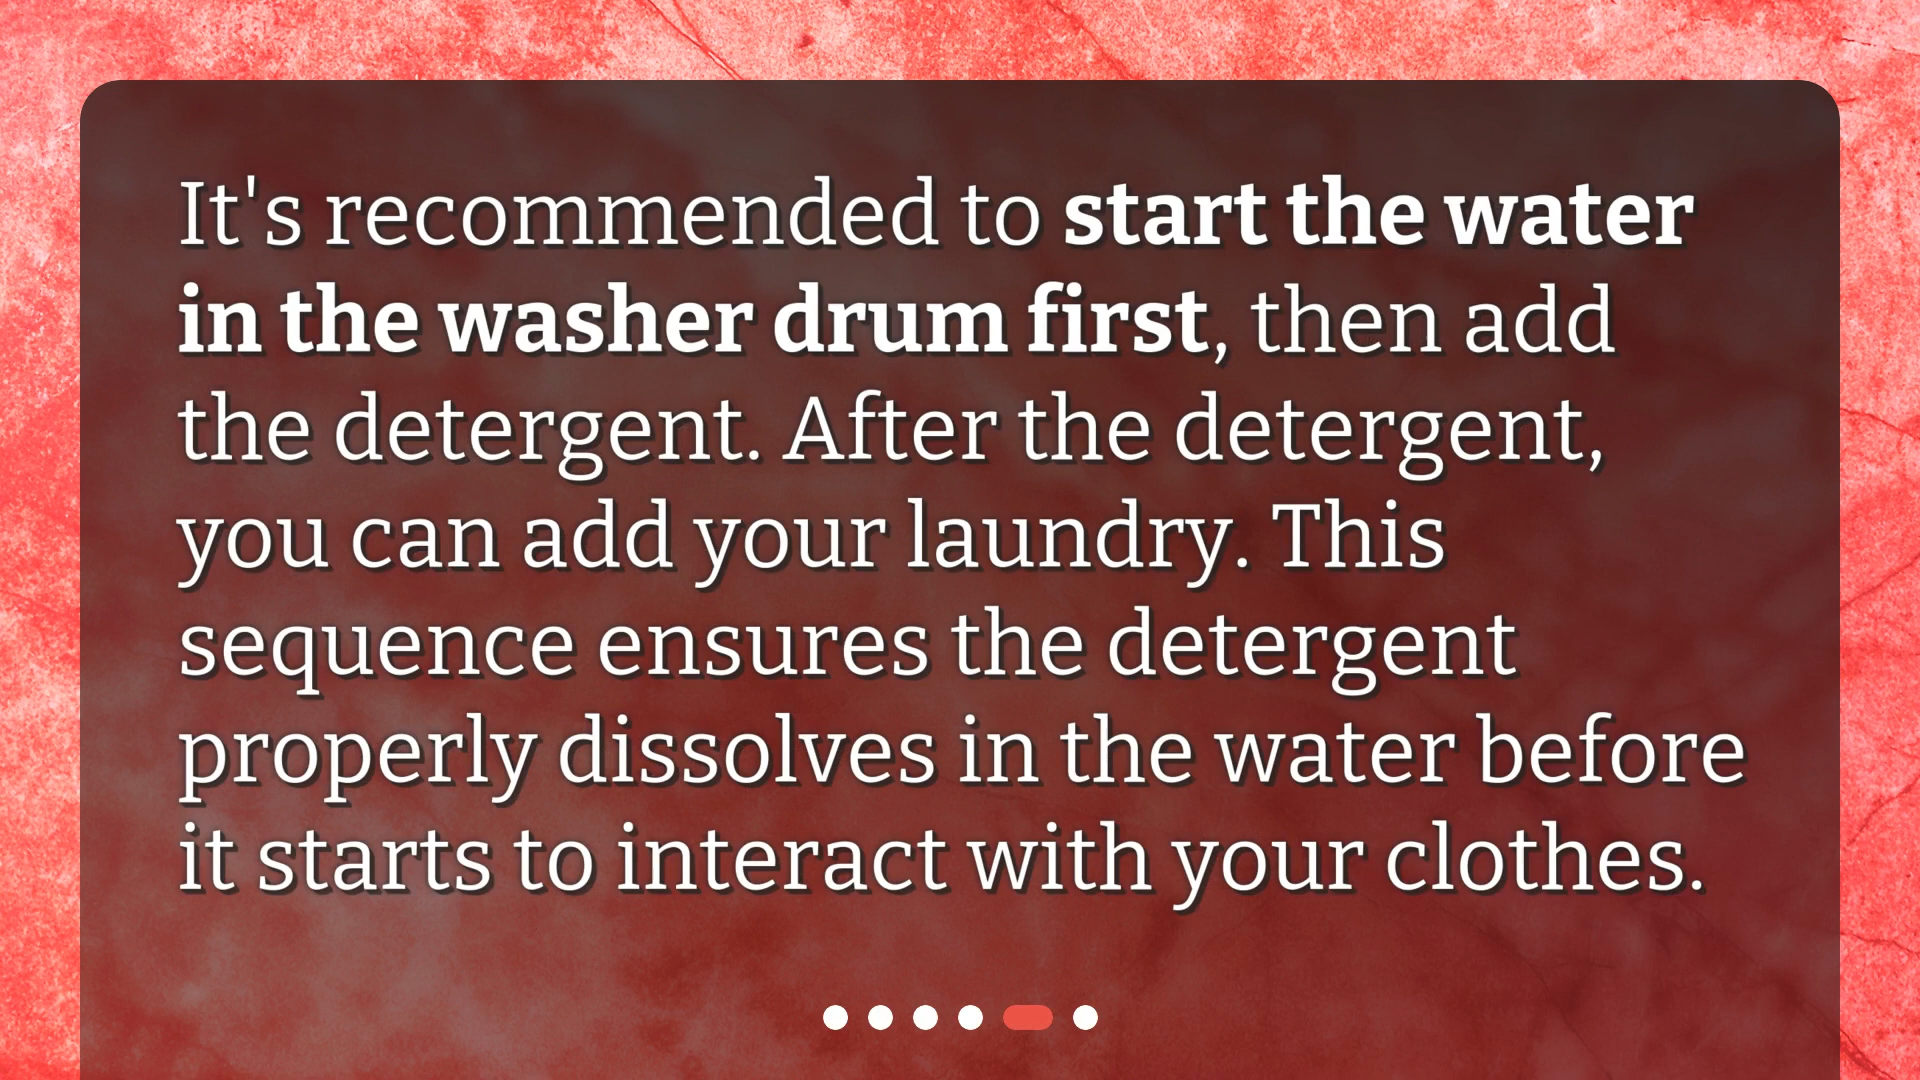 It's recommended to start the water
in the washer drum first, then add
the detergent. After the detergent,
you can add your laundry. This
sequence ensures the detergent
properly dissolves in the water before
it starts to interact with your clothes.